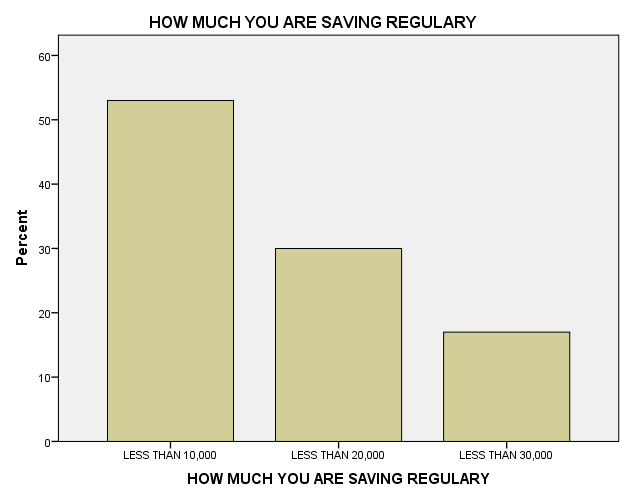 HOW MUCH YOU ARE SAVING REGULARY
60
50
40
30
20
10
0
Percent
LESS THAN 10,000
LESS THAN 20,000
LESS THAN 30,000
HOW MUCH YOU ARE SAVING REGULARY